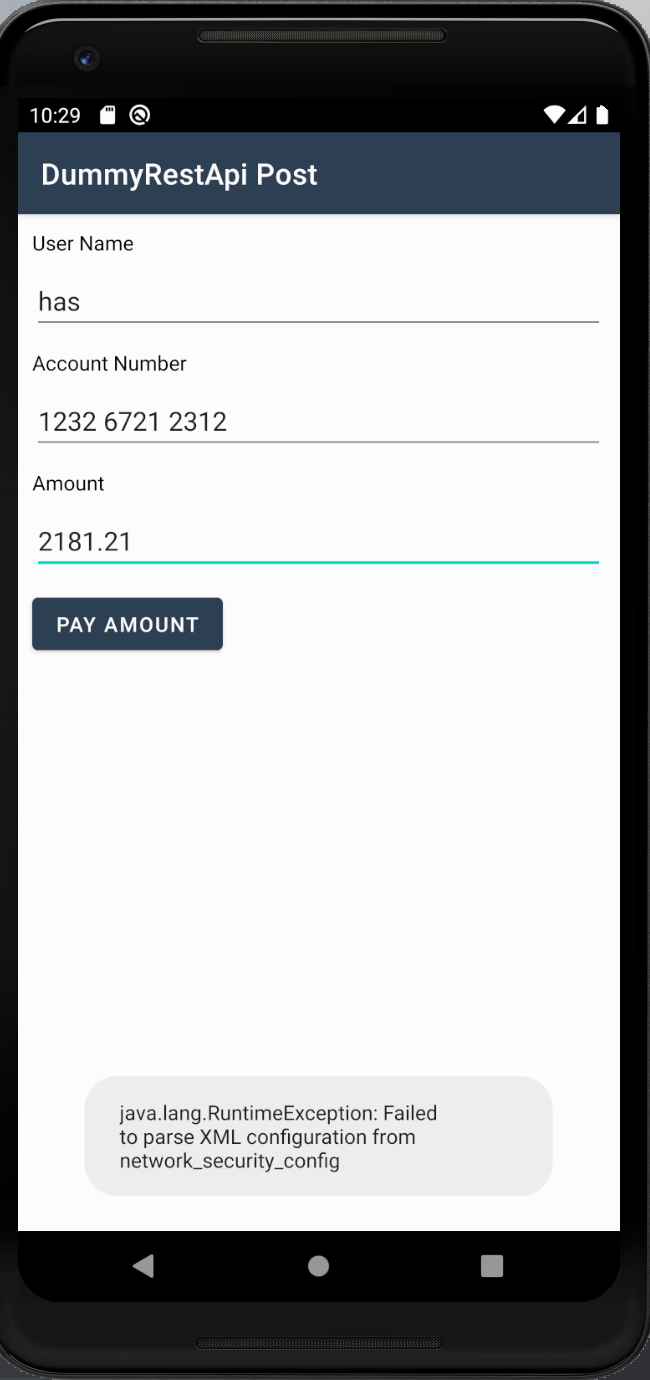 10:29
DummyRestApi Post
User Name
has
Account Number
1232 6721 2312
Amount
2181.21
PAY AMOUNT
java.lang.RuntimeException: Failed
to parse XML configuration from
network_security_config